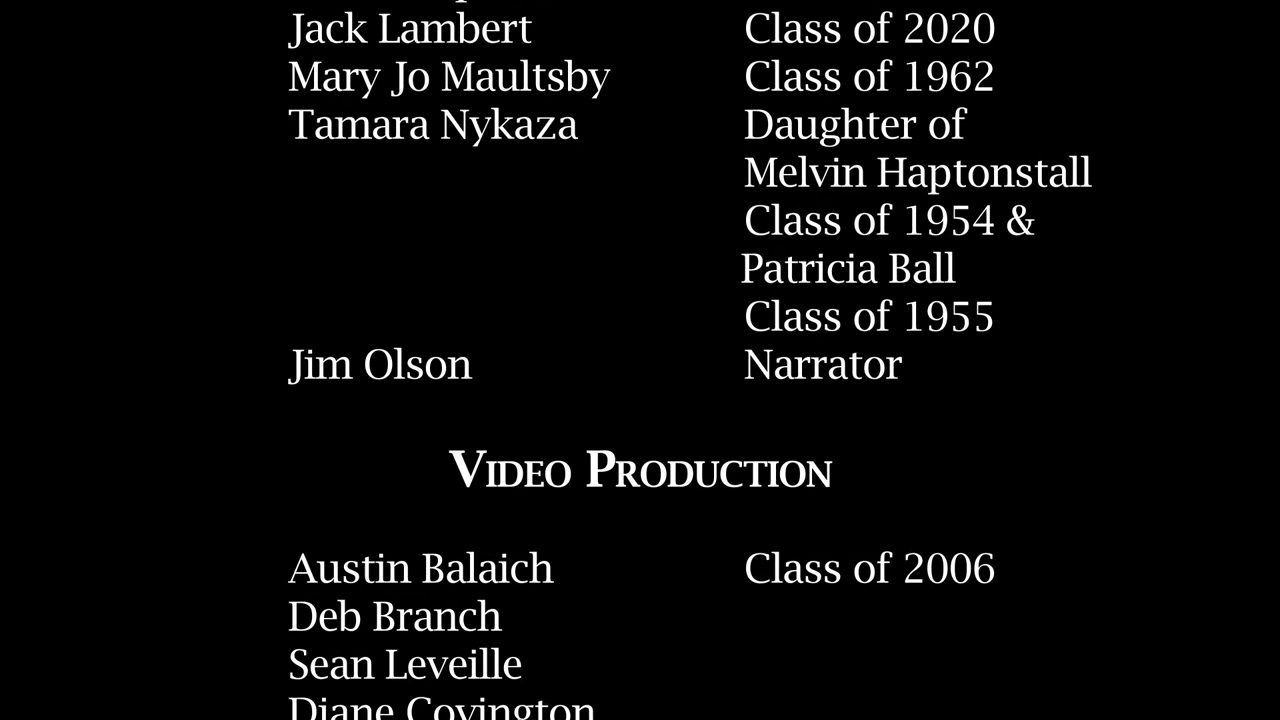 Jack Lambert Class of 2020
Mary Jo Maultsby Class of 1962
Tamara Nykaza Daughter of
Melvin Haptonstall
Class of 1954 &
Patricia Ball
Class of 1955
Jim Olson Narrator
VIDEO PRODUCTION
Austin Balaich Class of 2006
Deb Branch
Sean Leveille
Diane Covington